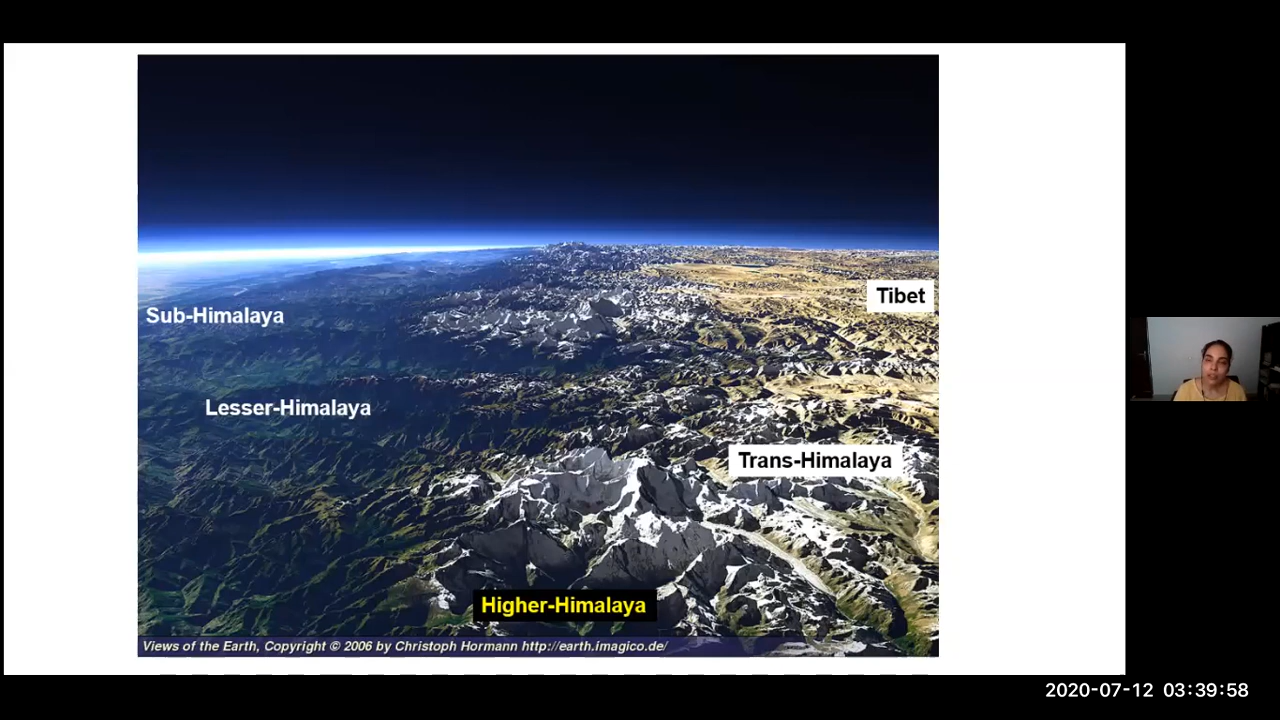 Tibet
Sub-Himalaya
Lesser-Himalaya
Trans-Himalaya
Higher-Himalaya
Views of the Earth, Copyright © 2006 by Christoph Hormann http://earth.imagico.de/
2020-07-12 03:39:58